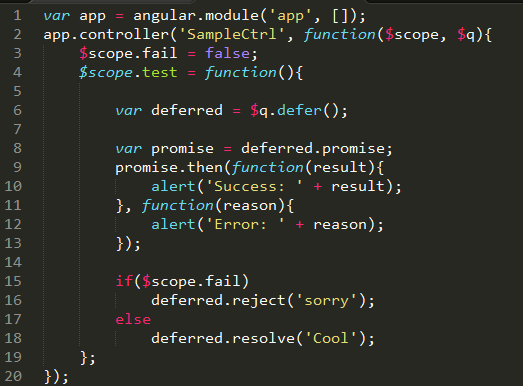 1 var app = angular.module('app', []);
2 app.controller('SampleCtrl', function($scope, $q){
3     $scope.fail = false;
4     $scope.test = function(){
5
6         var deferred = $q.defer();
7
8         var promise = deferred.promise;
9         promise.then(function(result){
10             alert('Success: ' + result);
11         }, function(reason){
12             alert('Error: ' + reason);
13         });
14
15         if($scope.fail)
16             deferred.reject('sorry');
17         else
18             deferred.resolve('Cool');
19     };
20 });